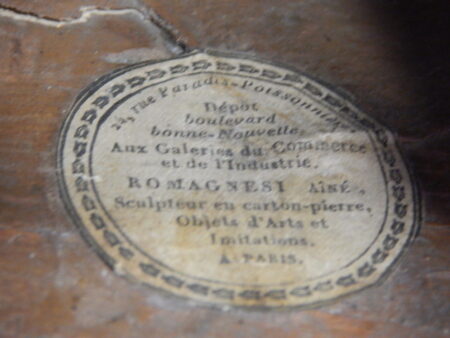 24, rue Paradis-Poissonnière
Dépôt
boulevard
bonne-Nouvelle,
Aux Galeries du Commerce
et de l'Industrie.
ROMAGNESI AÎNÉ,
Sculpteur en carton-pierre,
Objets d'Arts et
Imitations.
A PARIS.